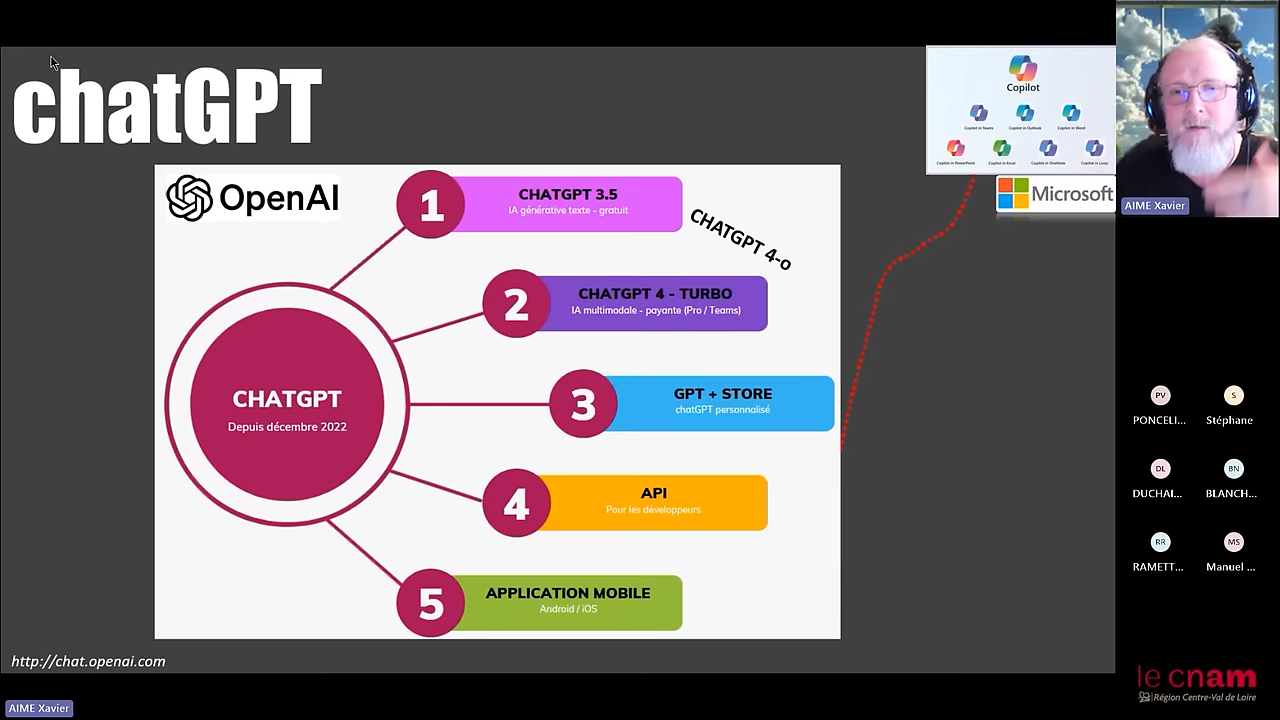 chatGPT
OpenAI
CHATGPT
Depuis décembre 2022
1
CHATGPT 3.5
IA générative texte - gratuit
CHATGPT 4-o
2
CHATGPT 4 - TURBO
IA multimodale - payante (Pro / Teams)
3
GPT + STORE
chatGPT personnalisé
4
API
Pour les développeurs
5
APPLICATION MOBILE
Android / iOS
http://chat.openai.com
AIME Xavier
Copilot
Copilot in Teams
Copilot in Outlook
Copilot in Word
Copilot in PowerPoint
Copilot in Excel
Copilot in OneNote
Copilot in Loop
Microsoft
AIME Xavier
PV
S
PONCELI...
Stéphane
DL
BN
DUCHAI...
BLANCH...
RR
MS
RAMETT...
Manuel ...
le cnam
Région Centre-Val de Loire